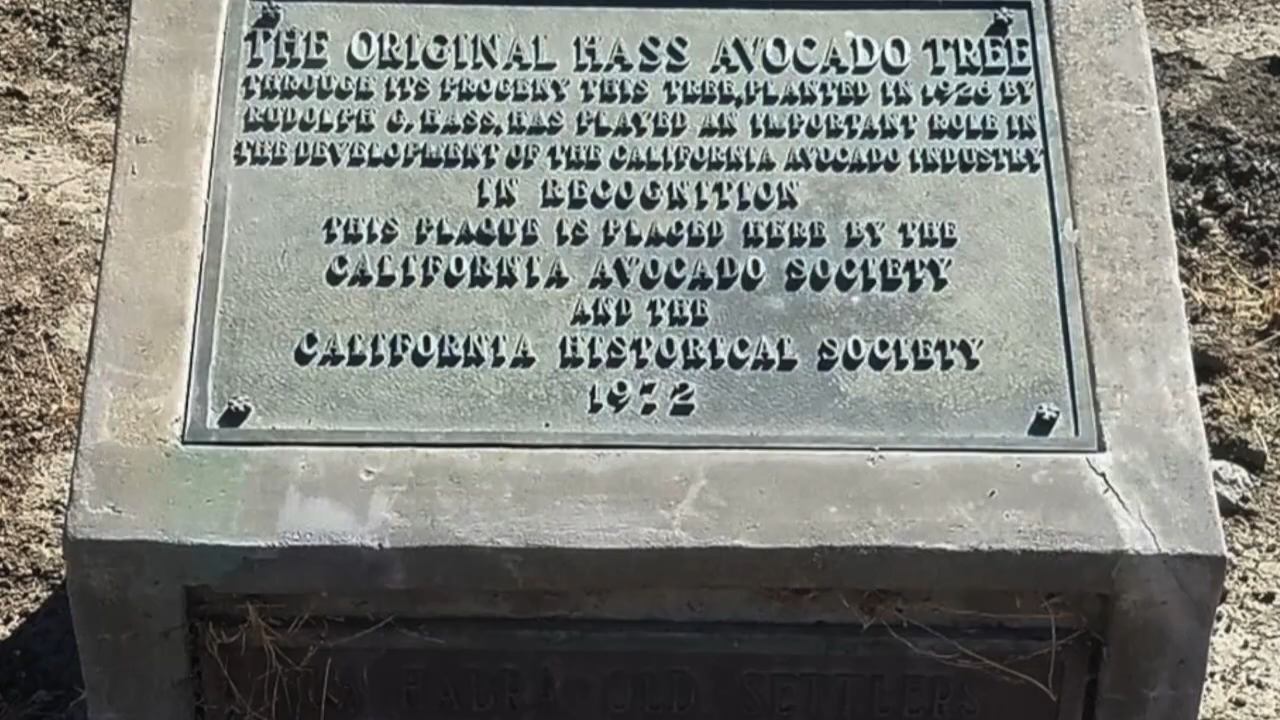 THE ORIGINAL HASS AVOCADO TREE
THROUGH ITS PROGENY THIS TREE, PLANTED IN 1926 BY
RUDOLPH G. HASS, HAS PLAYED AN IMPORTANT ROLE IN
THE DEVELOPMENT OF THE CALIFORNIA AVOCADO INDUSTRY
IN RECOGNITION
THIS PLAQUE IS PLACED HERE BY THE
CALIFORNIA AVOCADO SOCIETY
AND THE
CALIFORNIA HISTORICAL SOCIETY
1972
LA HABRA OLD SETTLERS